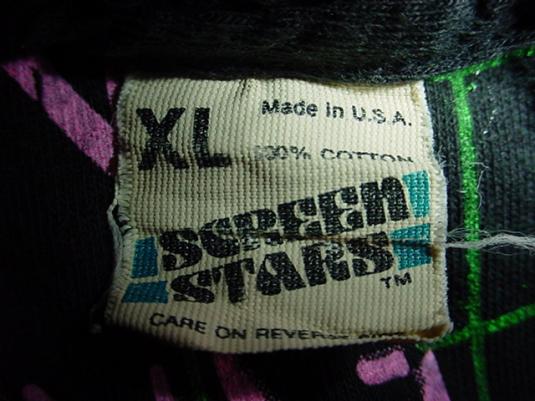 XL
Made in U.S.A.
100% COTTON
SCREEN
STARS
TM
CARE ON REVERSE